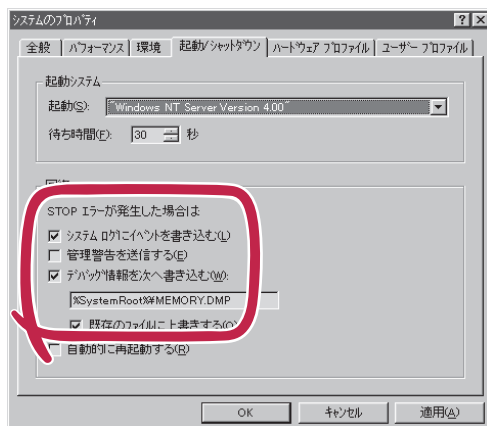 システムのプロパティ
全般 パフォーマンス 環境 起動/シャットダウン ハードウェア プロファイル ユーザー プロファイル
起動システム
起動(S): "Windows NT Server Version 4.00"
待ち時間(F): 30 秒
STOP エラーが発生した場合は
システム ログにイベントを書き込む(L)
管理警告を送信する(E)
デバッグ情報を次へ書き込む(W):
%SystemRoot%¥MEMORY.DMP
既存のファイルに上書きする(O)
自動的に再起動する(R)
OK キャンセル 適用(A)